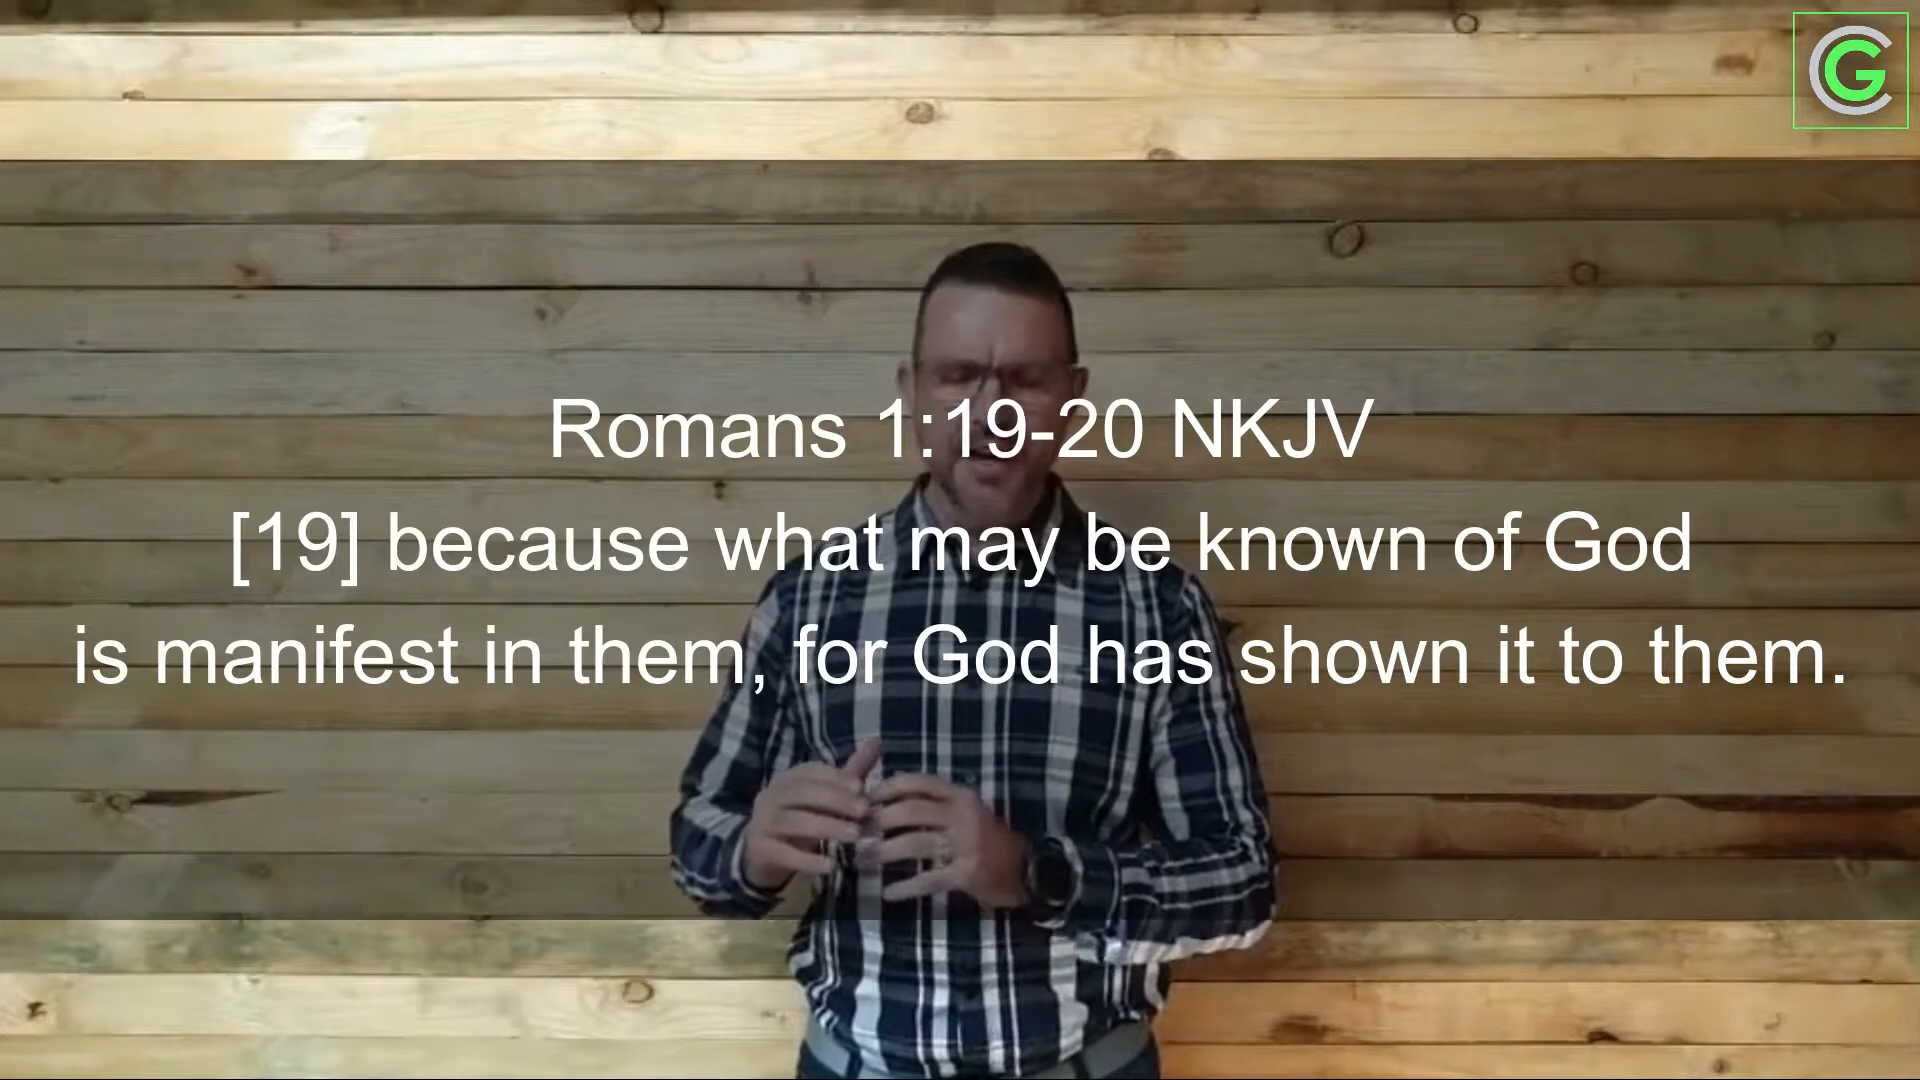 GC
Romans 1:19-20 NKJV
[19] because what may be known of God
is manifest in them, for God has shown it to them.